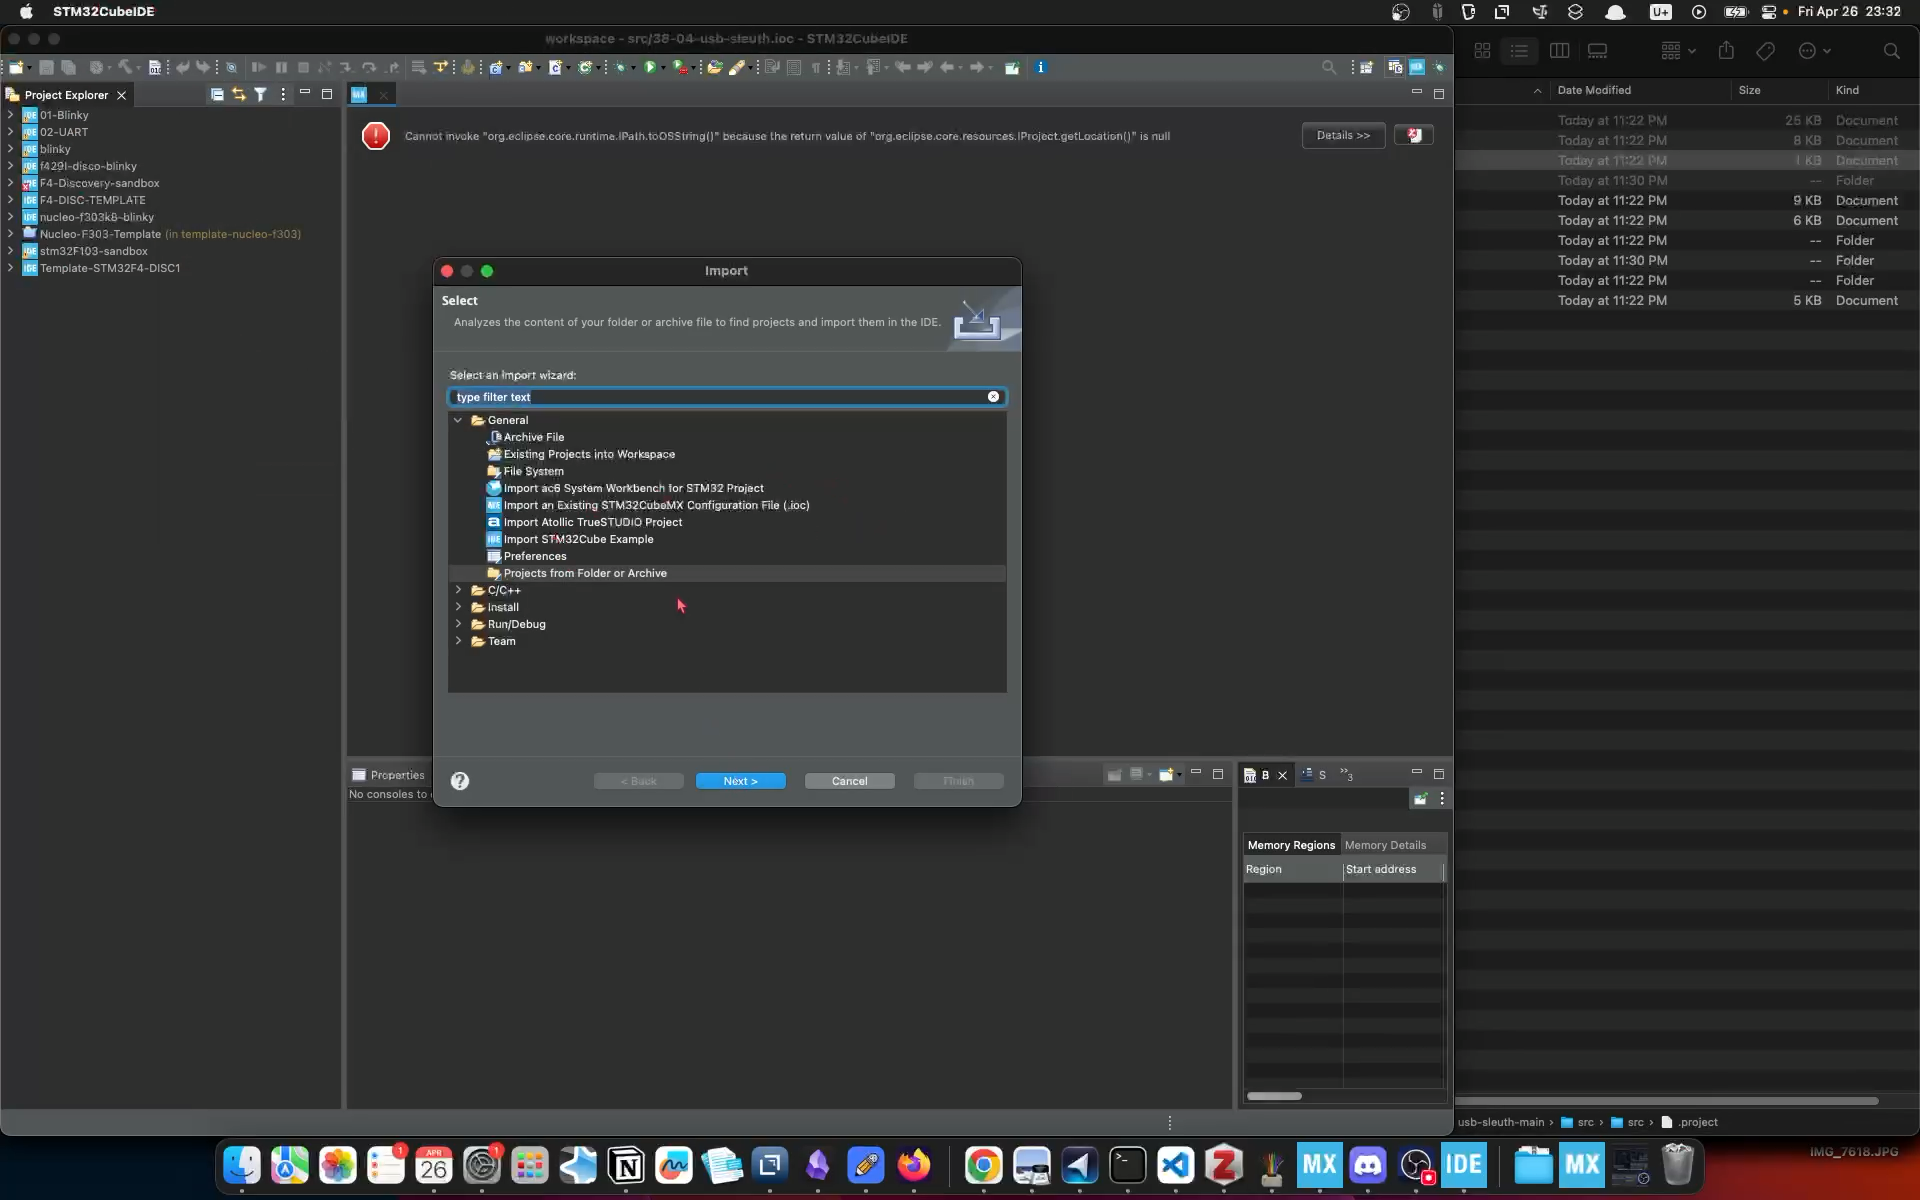 STM32CubeIDE
Fri Apr 26 23:32
workspace - src/38-04-usb-sleuth.ioc - STM32CubeIDE
Project Explorer
01-Blinky
02-UART
blinky
f429I-disco-blinky
F4-Discovery-sandbox
F4-DISC-TEMPLATE
nucleo-f303k8-blinky
Nucleo-F303-Template (in template-nucleo-f303)
stm32F103-sandbox
Template-STM32F4-DISC1
MX
Cannot invoke "org.eclipse.core.runtime.IPath.toOSString()" because the return value of "org.eclipse.core.resources.IProject.getLocation()" is null
Details >>
Import
Select
Analyzes the content of your folder or archive file to find projects and import them in the IDE.
Select an import wizard:
type filter text
General
Archive File
Existing Projects into Workspace
File System
Import ac6 System Workbench for STM32 Project
Import an Existing STM32CubeMX Configuration File (.ioc)
Import Atollic TrueSTUDIO Project
Import STM32Cube Example
Preferences
Projects from Folder or Archive
C/C++
Install
Run/Debug
Team
?
< Back
Next >
Cancel
Finish
Properties
No consoles to
B
S
»3
Memory Regions
Memory Details
Region
Start address
Date Modified
Size
Kind
Today at 11:22 PM 25 KB Document
Today at 11:22 PM 8 KB Document
Today at 11:22 PM 1 KB Document
Today at 11:30 PM -- Folder
Today at 11:22 PM 9 KB Document
Today at 11:22 PM 6 KB Document
Today at 11:22 PM -- Folder
Today at 11:30 PM -- Folder
Today at 11:22 PM -- Folder
Today at 11:22 PM 5 KB Document
usb-sleuth-main › src › src › .project
IMG_7618.JPG
1
APR
26
1
MX
IDE
MX